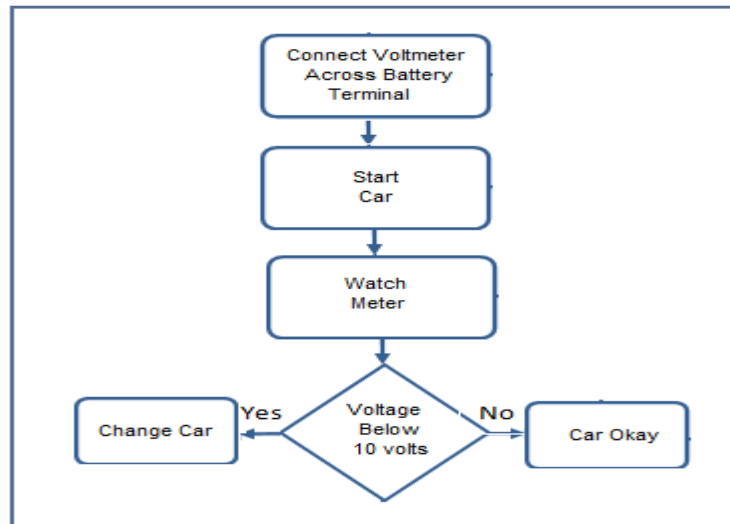 Connect Voltmeter
Across Battery
Terminal
Start
Car
Watch
Meter
Voltage
Below
10 volts
Yes
No
Change Car
Car Okay